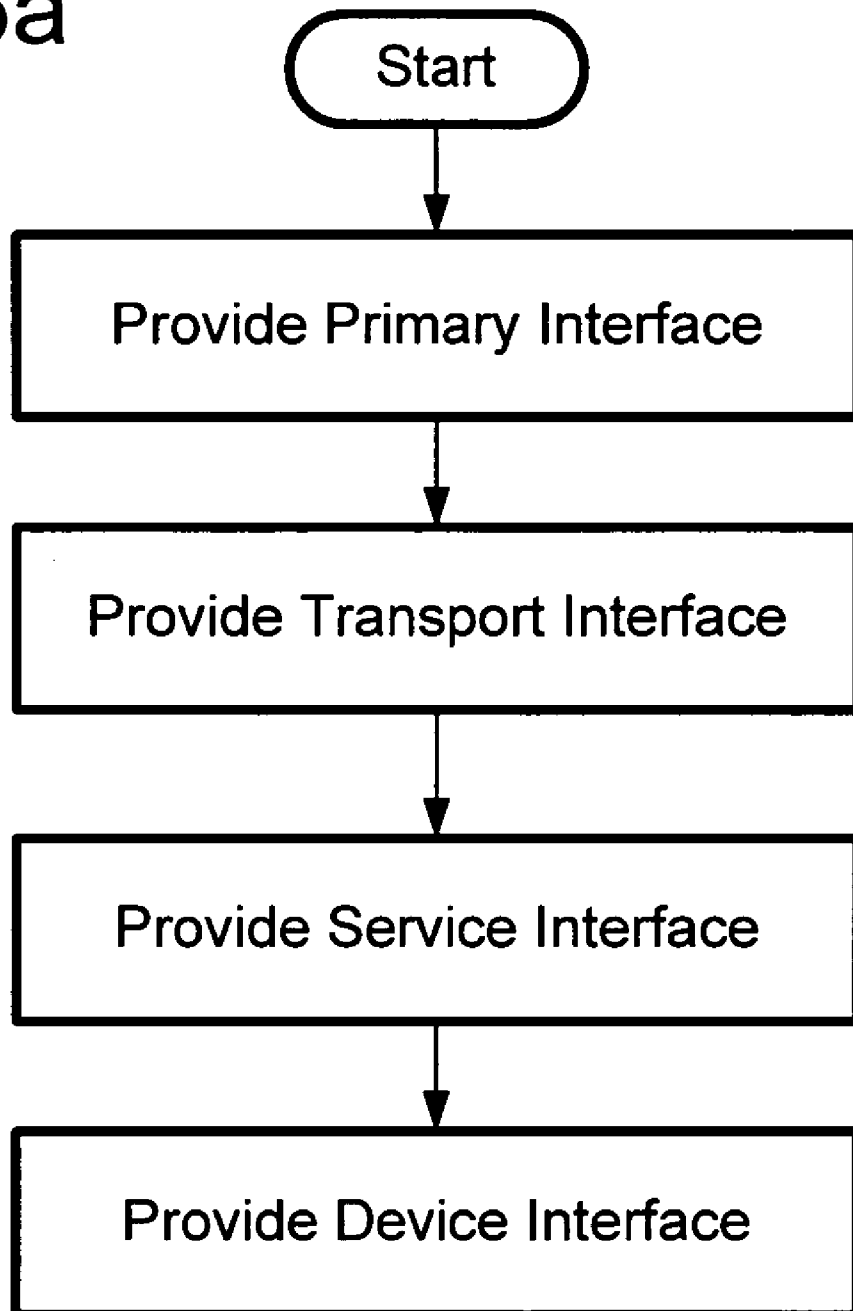 Start
Provide Primary Interface
Provide Transport Interface
Provide Service Interface
Provide Device Interface